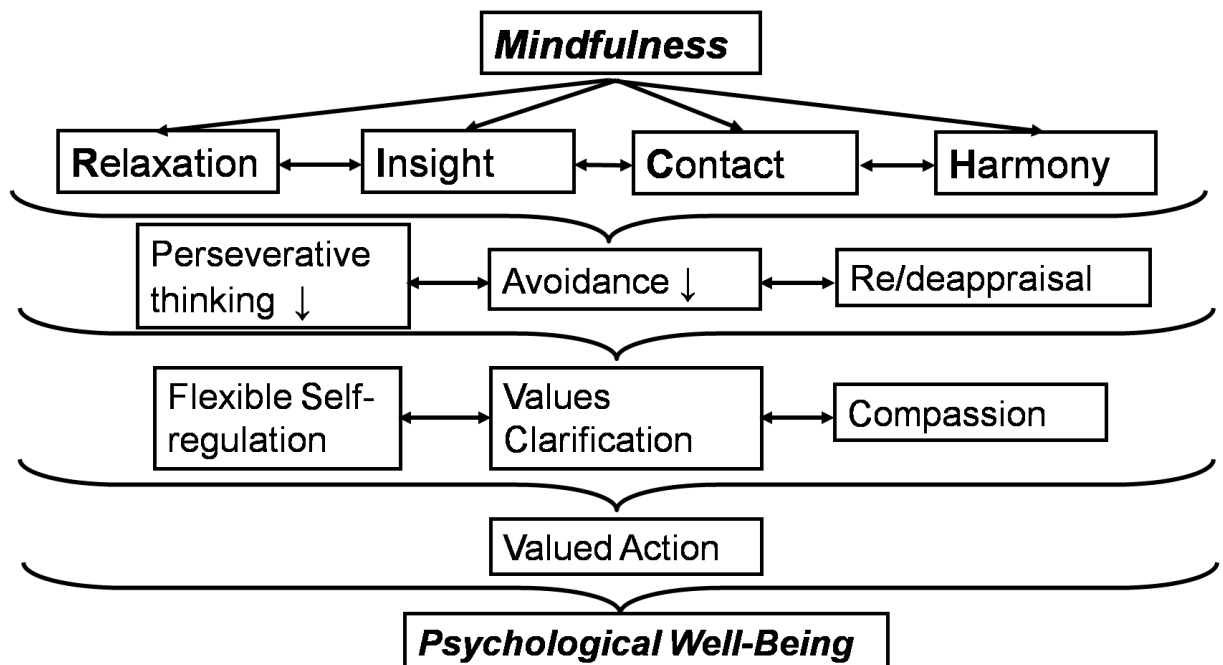 Mindfulness
Relaxation
Insight
Contact
Harmony
Perseverative
thinking ↓
Avoidance ↓
Re/deappraisal
Flexible Self-
regulation
Values
Clarification
Compassion
Valued Action
Psychological Well-Being